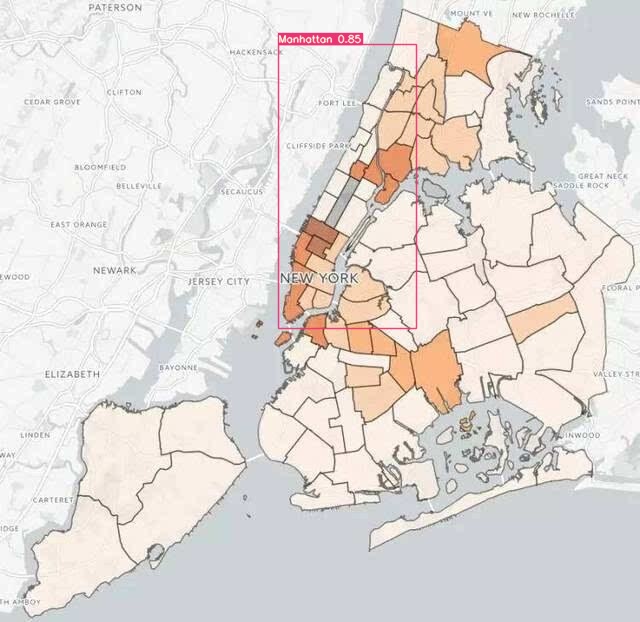 PATERSON
MOUNT VE
NEW ROCHELLE
Manhattan 0.85
HACKENSACK
CEDAR GROVE
CLIFTON
FORT LEE
SANDS POINT
CLIFFSIDE PARK
BLOOMFIELD
BELLEVILLE
SECAUCUS
GREAT NECK
SADDLE ROCK
EAST ORANGE
EWOOD
NEWARK
JERSEY CITY
NEW YORK
FLORAL P
BAYONNE
ELIZABETH
VALLEY STR
LINDEN
INWOOD
WAY
CARTERET
IDGE
TH AMBOY